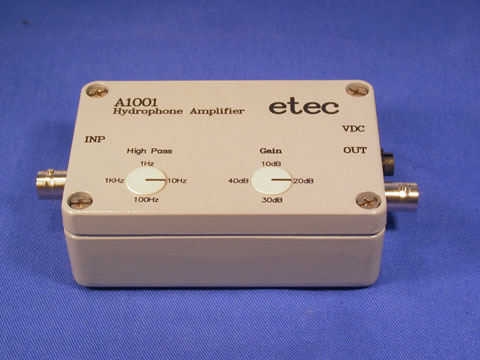 A1001
Hydrophone Amplifier
etec
INP
VDC
OUT
High Pass
1Hz
1KHz 10Hz
100Hz
Gain
10dB
40dB 20dB
30dB